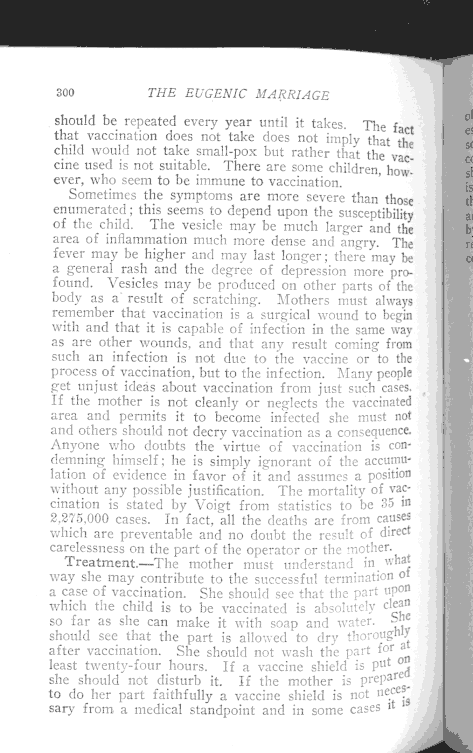 300 THE EUGENIC MARRIAGE
should be repeated every year until it takes. The fact
that vaccination does not take does not imply that the
child would not take small-pox but rather that the vac-
cine used is not suitable. There are some children, how-
ever, who seem to be immune to vaccination.
Sometimes the symptoms are more severe than those
enumerated; this seems to depend upon the susceptibility
of the child. The vesicle may be much larger and the
area of inflammation much more dense and angry. The
fever may be higher and may last longer; there may be
a general rash and the degree of depression more pro-
found. Vesicles may be produced on other parts of the
body as a result of scratching. Mothers must always
remember that vaccination is a surgical wound to begin
with and that it is capable of infection in the same way
as are other wounds, and that any result coming from
such an infection is not due to the vaccine or to the
process of vaccination, but to the infection. Many people
get unjust ideas about vaccination from just such cases.
If the mother is not cleanly or neglects the vaccinated
area and permits it to become infected she must not
and others should not decry vaccination as a consequence.
Anyone who doubts the virtue of vaccination is con-
demning himself; he is simply ignorant of the accumu-
lation of evidence in favor of it and assumes a position
without any possible justification. The mortality of vac-
cination is stated by Voigt from statistics to be 35 in
2,275,000 cases. In fact, all the deaths are from causes
which are preventable and no doubt the result of direct
carelessness on the part of the operator or the mother.
Treatment.—The mother must understand in what
way she may contribute to the successful termination of
a case of vaccination. She should see that the part upon
which the child is to be vaccinated is absolutely clean
so far as she can make it with soap and water. She
should see that the part is allowed to dry thoroughly
after vaccination. She should not wash the part for at
least twenty-four hours. If a vaccine shield is put on
she should not disturb it. If the mother is prepared
to do her part faithfully a vaccine shield is not neces-
sary from a medical standpoint and in some cases it is